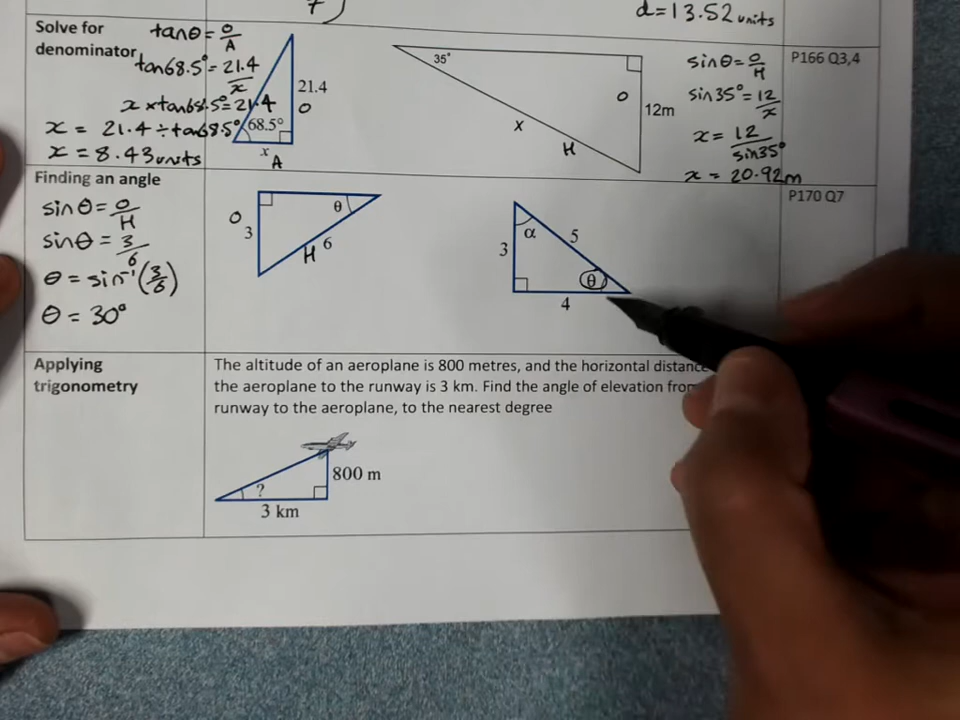 d=13.52 units
Solve for
denominator
tanθ = O/A
tan68.5° = 21.4/x
x × tan68.5° = 21.4
x = 21.4 ÷ tan68.5°
x = 8.43 units
21.4
O
68.5°
x
A
35°
O
12m
x
H
sinθ = O/H
sin35° = 12/x
x = 12/sin35°
x = 20.92m
P166 Q3,4
Finding an angle
sinθ = O/H
sinθ = 3/6
θ = sin⁻¹(3/6)
θ = 30°
O
3
θ
H
6
3
α
5
θ
4
P170 Q7
Applying
trigonometry
The altitude of an aeroplane is 800 metres, and the horizontal distance
the aeroplane to the runway is 3 km. Find the angle of elevation from
runway to the aeroplane, to the nearest degree
800 m
?
3 km